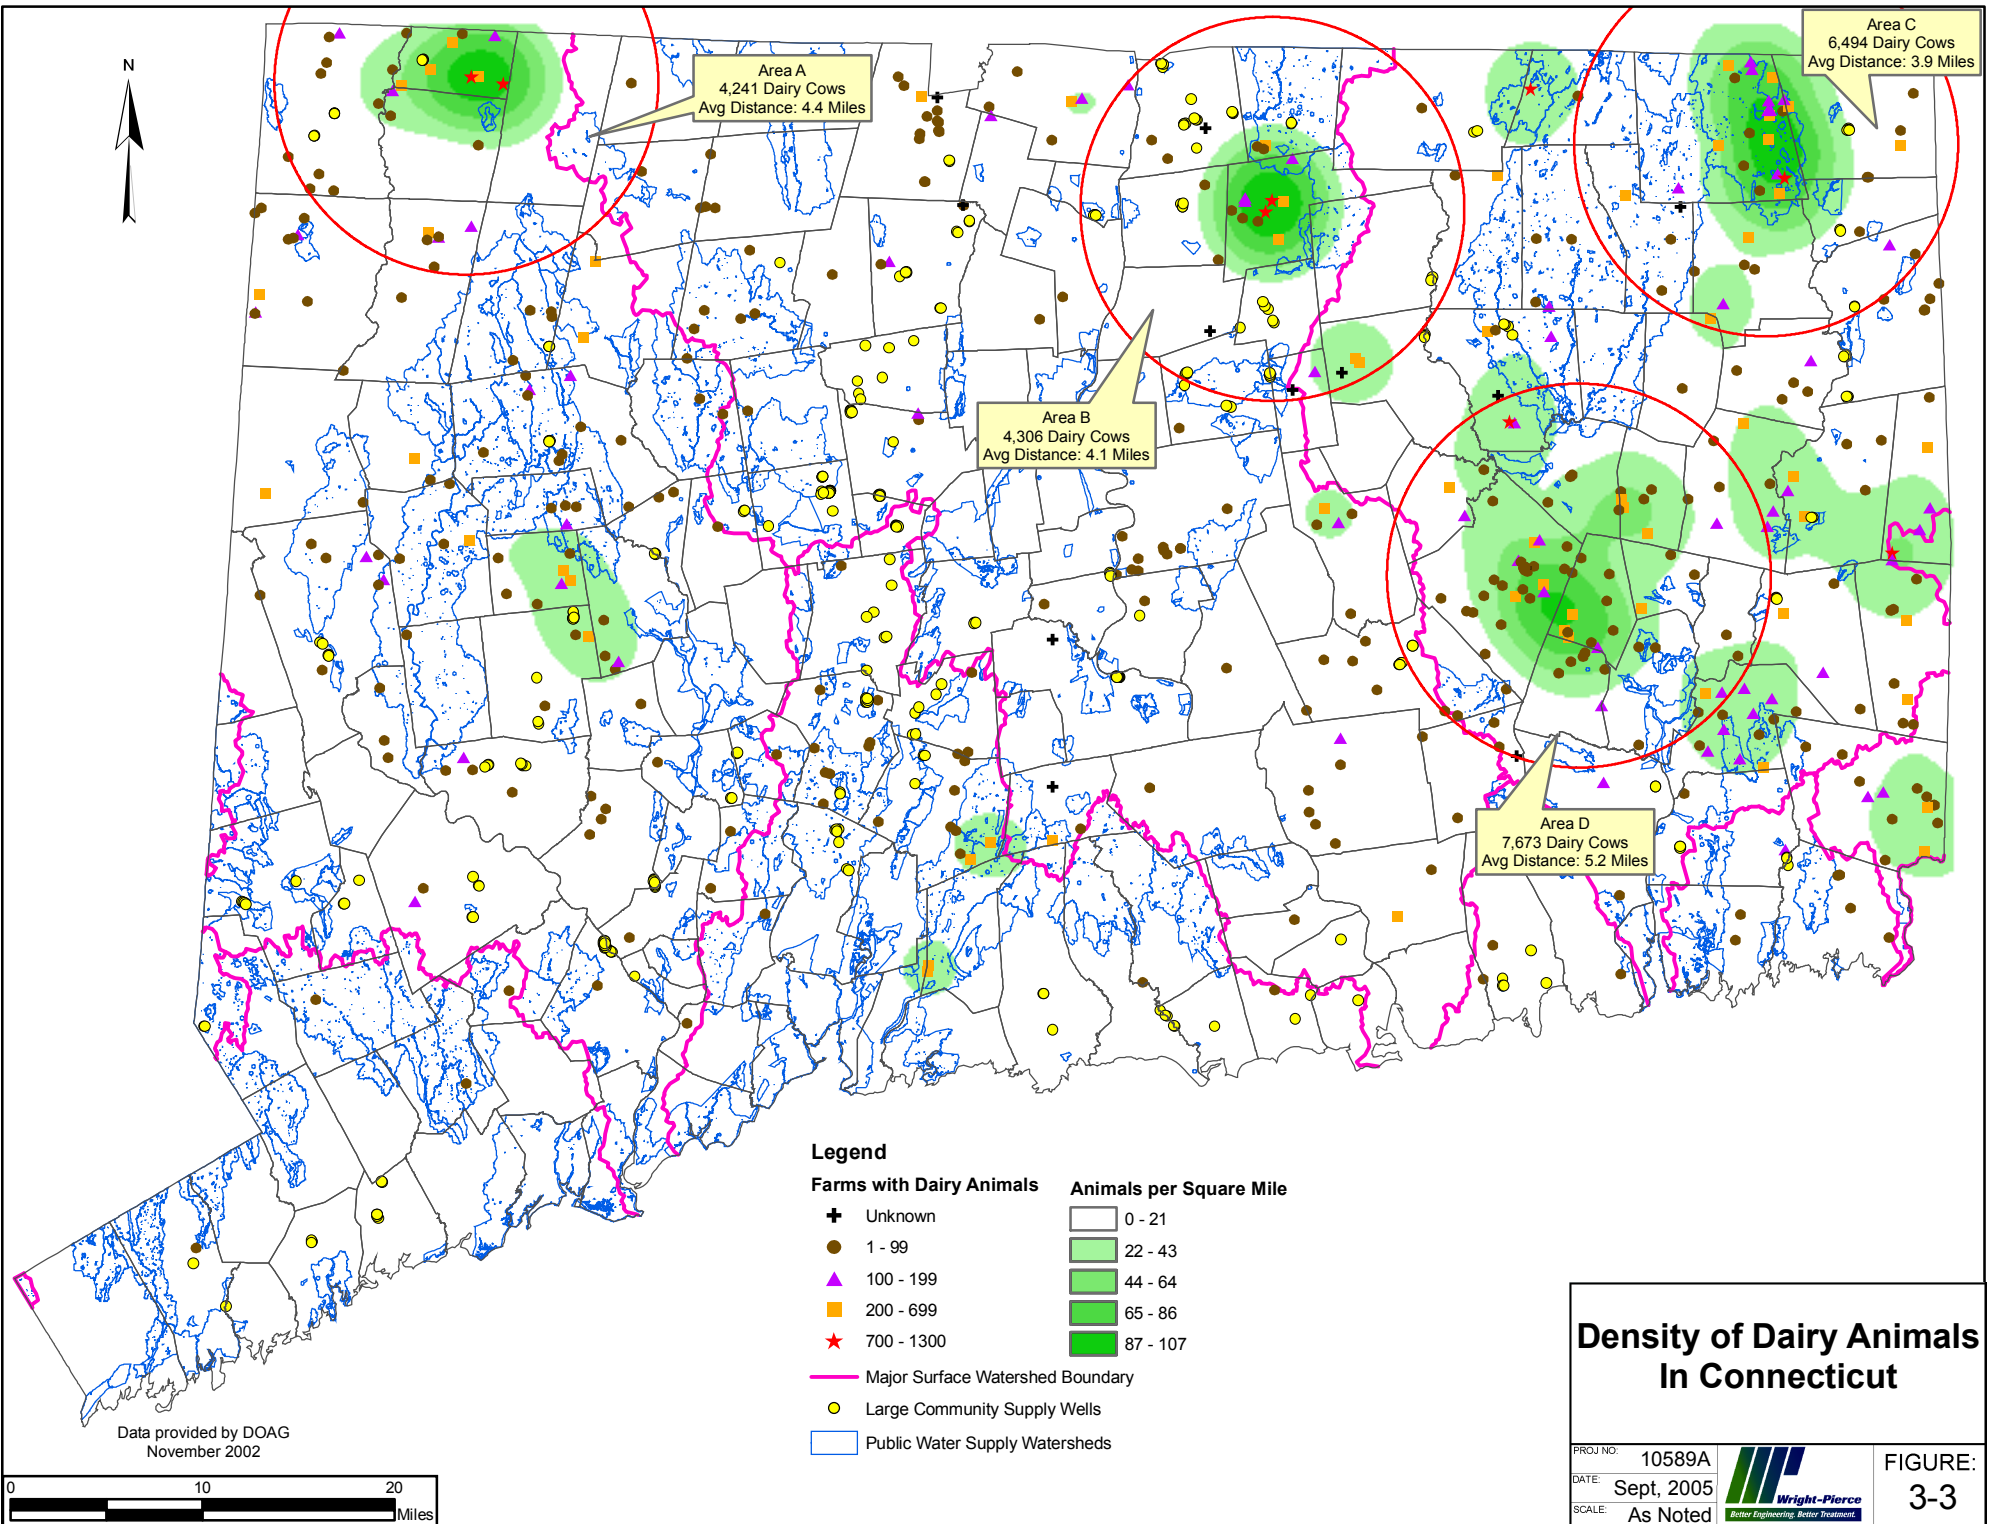 N
Area A
4,241 Dairy Cows
Avg Distance: 4.4 Miles
Area C
6,494 Dairy Cows
Avg Distance: 3.9 Miles
Area B
4,306 Dairy Cows
Avg Distance: 4.1 Miles
Area D
7,673 Dairy Cows
Avg Distance: 5.2 Miles
Legend
Farms with Dairy Animals
Unknown
1 - 99
100 - 199
200 - 699
700 - 1300
Major Surface Watershed Boundary
Large Community Supply Wells
Public Water Supply Watersheds
Animals per Square Mile
0 - 21
22 - 43
44 - 64
65 - 86
87 - 107
Data provided by DOAG
November 2002
0 10 20
Miles
Density of Dairy Animals
In Connecticut
PROJ NO: 10589A
DATE: Sept, 2005
SCALE: As Noted
Wright-Pierce
Better Engineering. Better Treatment.
FIGURE:
3-3